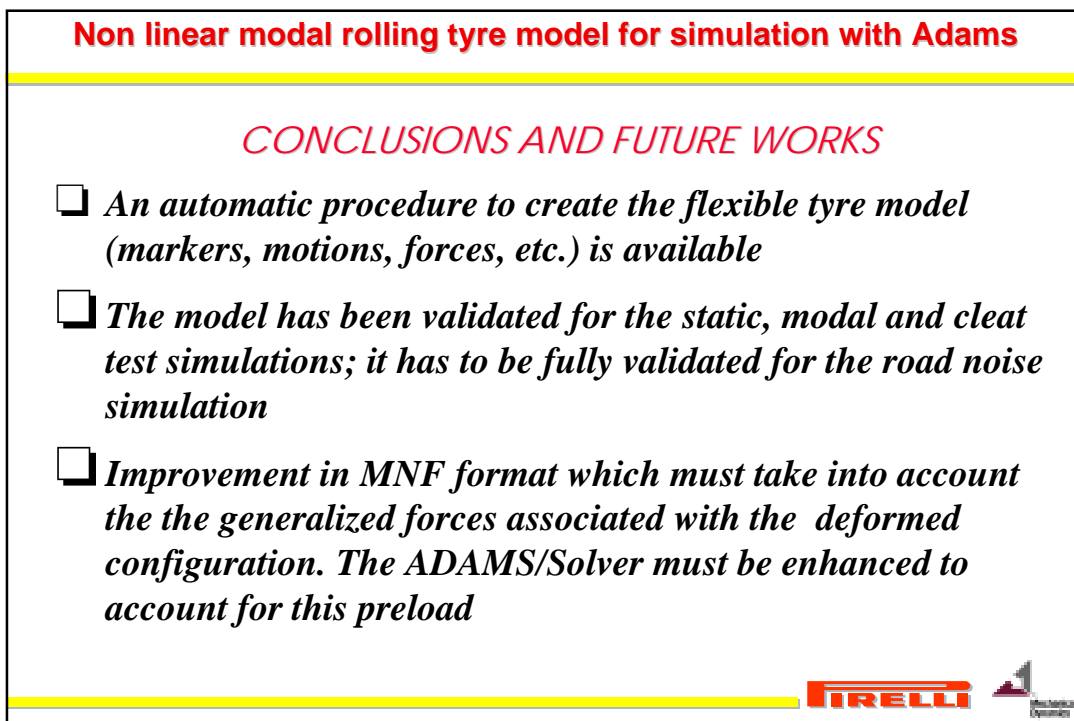 Non linear modal rolling tyre model for simulation with Adams
CONCLUSIONS AND FUTURE WORKS
An automatic procedure to create the flexible tyre model
(markers, motions, forces, etc.) is available
The model has been validated for the static, modal and cleat
test simulations; it has to be fully validated for the road noise
simulation
Improvement in MNF format which must take into account
the the generalized forces associated with the deformed
configuration. The ADAMS/Solver must be enhanced to
account for this preload
PIRELLI
Mechanical
Dynamics